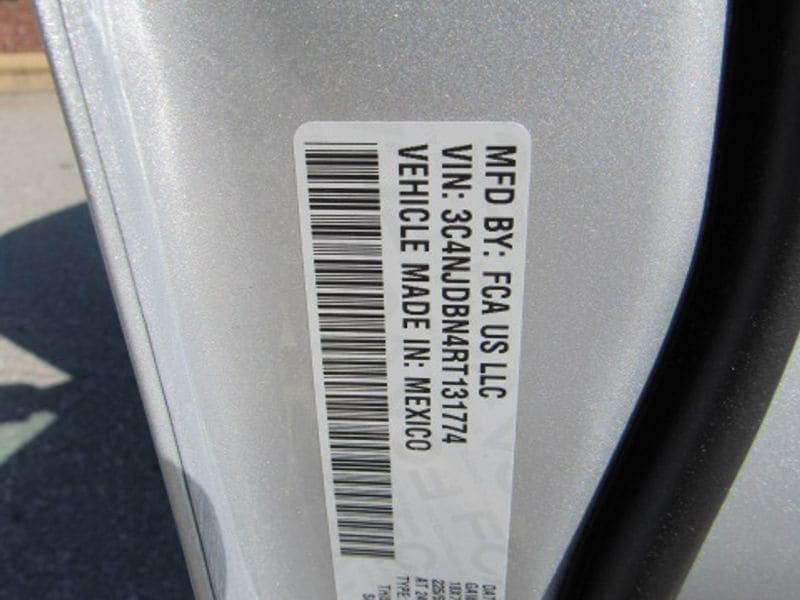 MFD BY: FCA US LLC
VIN: 3C4NJDBN4RT131774
VEHICLE MADE IN: MEXICO